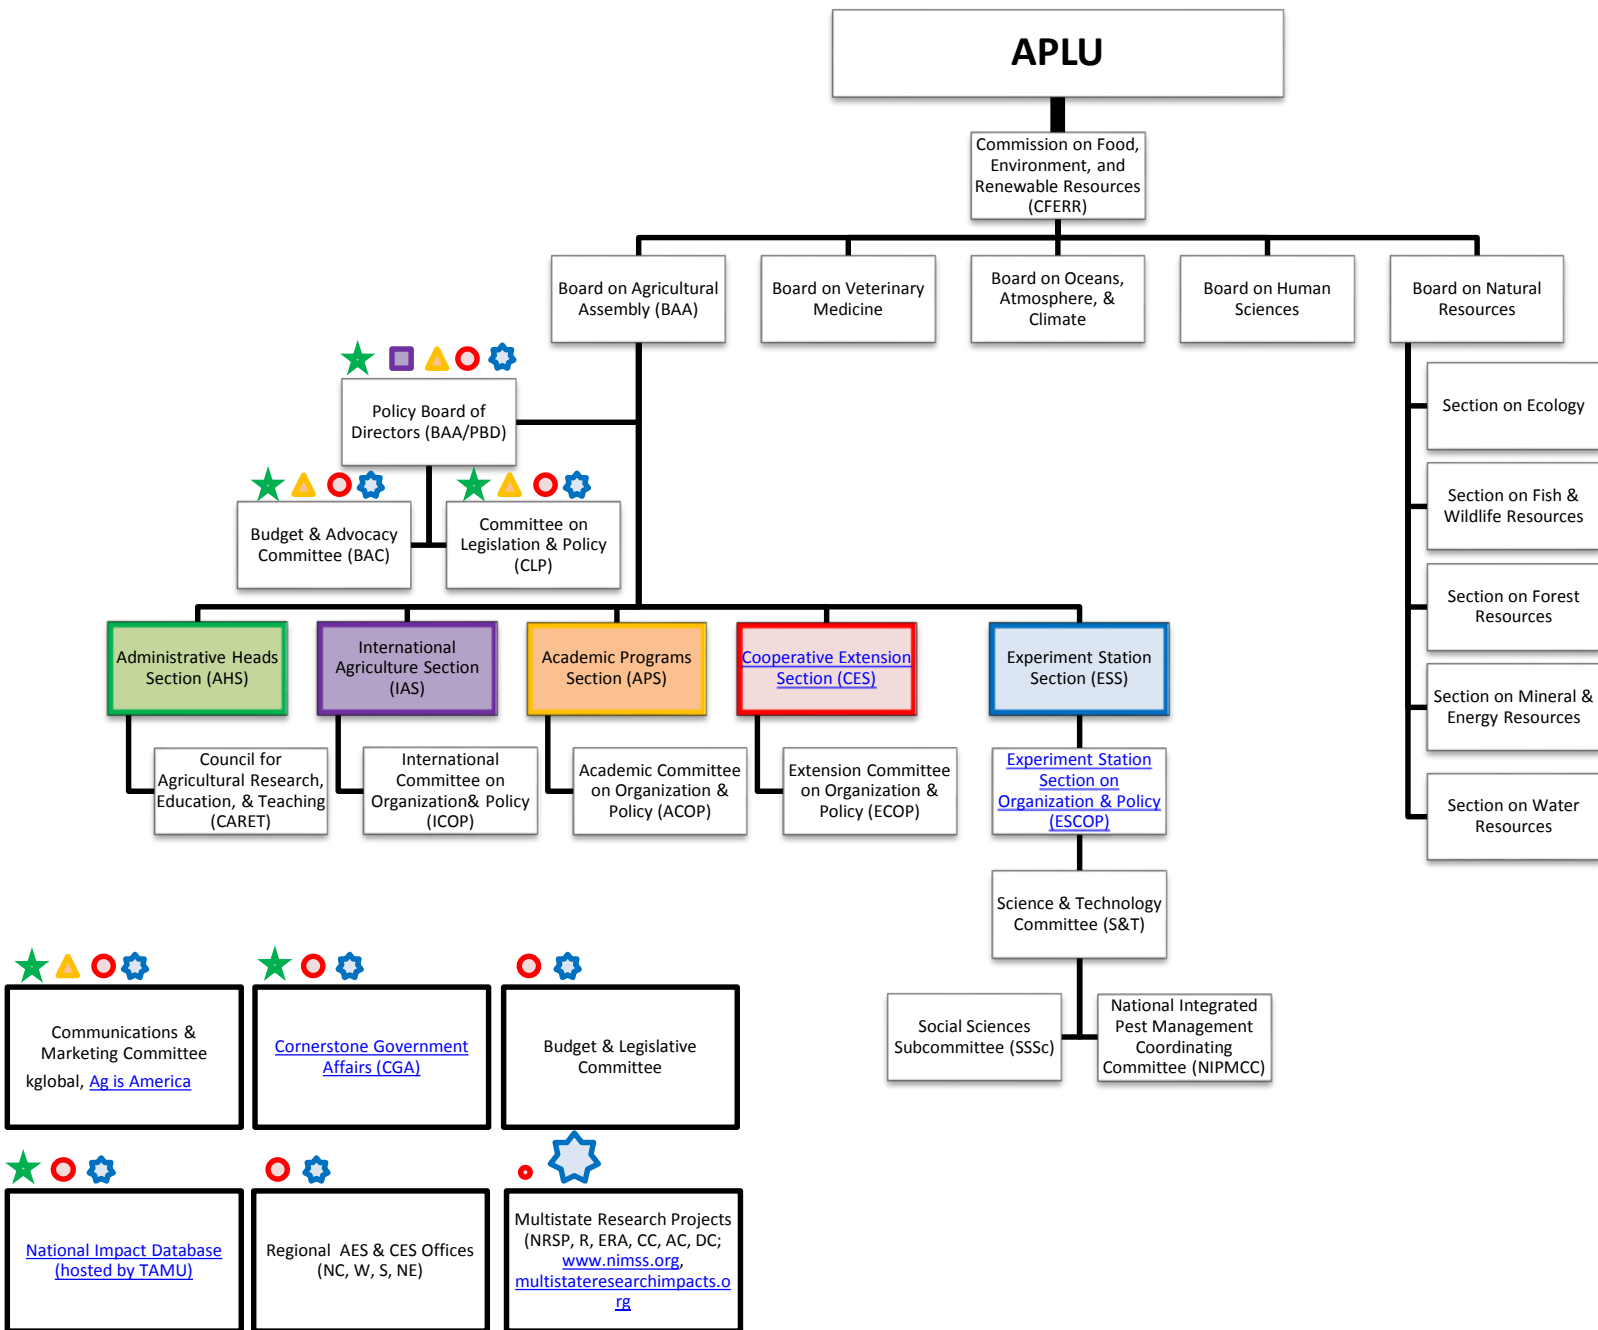 APLU
Commission on Food,
Environment, and
Renewable Resources
(CFERR)
Board on Agricultural
Assembly (BAA)
Board on Veterinary
Medicine
Board on Oceans,
Atmosphere, &
Climate
Board on Human
Sciences
Board on Natural
Resources
Policy Board of
Directors (BAA/PBD)
Budget & Advocacy
Committee (BAC)
Committee on
Legislation & Policy
(CLP)
Section on Ecology
Section on Fish &
Wildlife Resources
Section on Forest
Resources
Section on Mineral &
Energy Resources
Section on Water
Resources
Administrative Heads
Section (AHS)
International
Agriculture Section
(IAS)
Academic Programs
Section (APS)
Cooperative Extension
Section (CES)
Experiment Station
Section (ESS)
Council for
Agricultural Research,
Education, & Teaching
(CARET)
International
Committee on
Organization& Policy
(ICOP)
Academic Committee
on Organization &
Policy (ACOP)
Extension Committee
on Organization &
Policy (ECOP)
Experiment Station
Section on
Organization & Policy
(ESCOP)
Science & Technology
Committee (S&T)
Social Sciences
Subcommittee (SSSc)
National Integrated
Pest Management
Coordinating
Committee (NIPMCC)
Communications &
Marketing Committee
kglobal, Ag is America
Cornerstone Government
Affairs (CGA)
Budget & Legislative
Committee
National Impact Database
(hosted by TAMU)
Regional  AES & CES Offices
(NC, W, S, NE)
Multistate Research Projects
(NRSP, R, ERA, CC, AC, DC;
www.nimss.org,
multistateresearchimpacts.o
rg